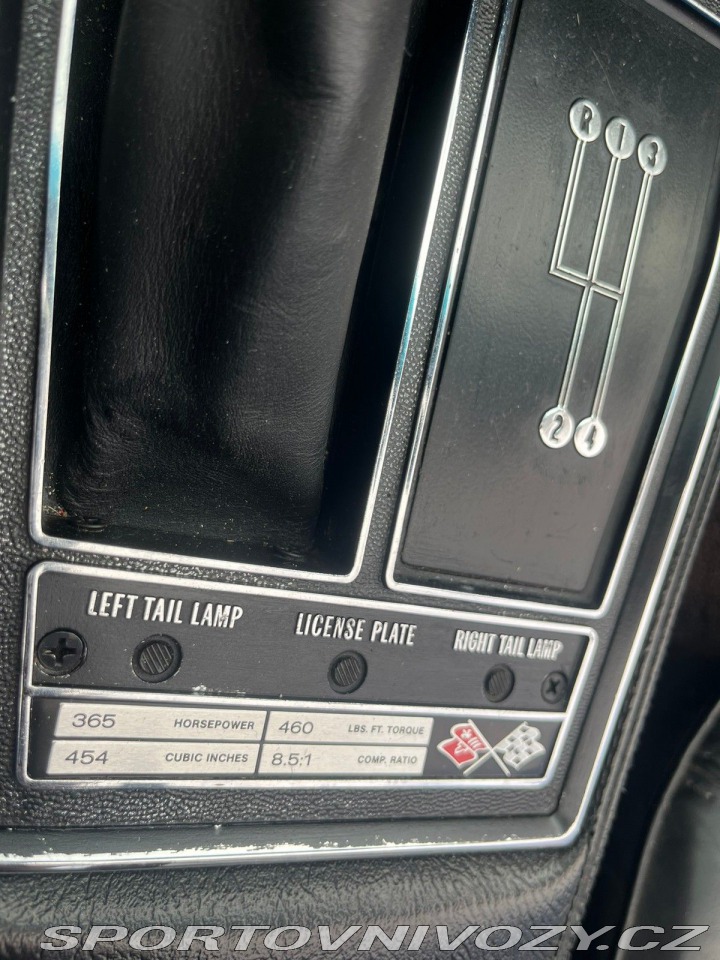 R 1 3
2 4
LEFT TAIL LAMP LICENSE PLATE RIGHT TAIL LAMP
365 HORSEPOWER 460 LBS. FT. TORQUE
454 CUBIC INCHES 8.5:1 COMP. RATIO
SPORTOVNIVOZY.CZ